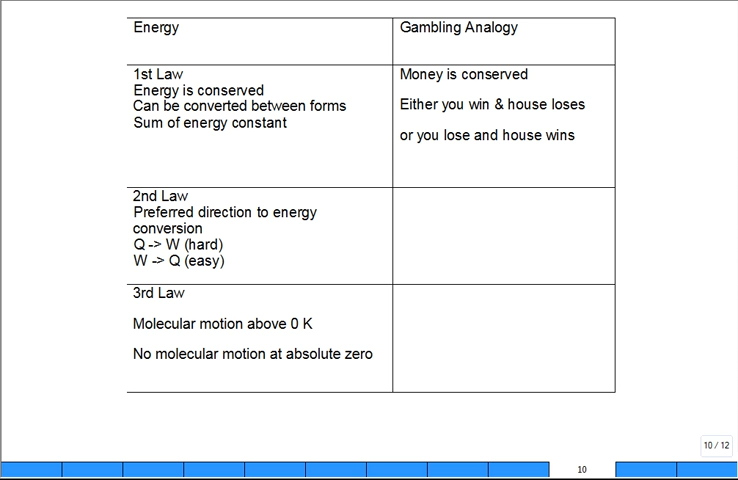 Energy
Gambling Analogy
1st Law
Energy is conserved
Can be converted between forms
Sum of energy constant
Money is conserved
Either you win & house loses
or you lose and house wins
2nd Law
Preferred direction to energy
conversion
Q -> W (hard)
W -> Q (easy)
3rd Law
Molecular motion above 0 K
No molecular motion at absolute zero
10 / 12
10